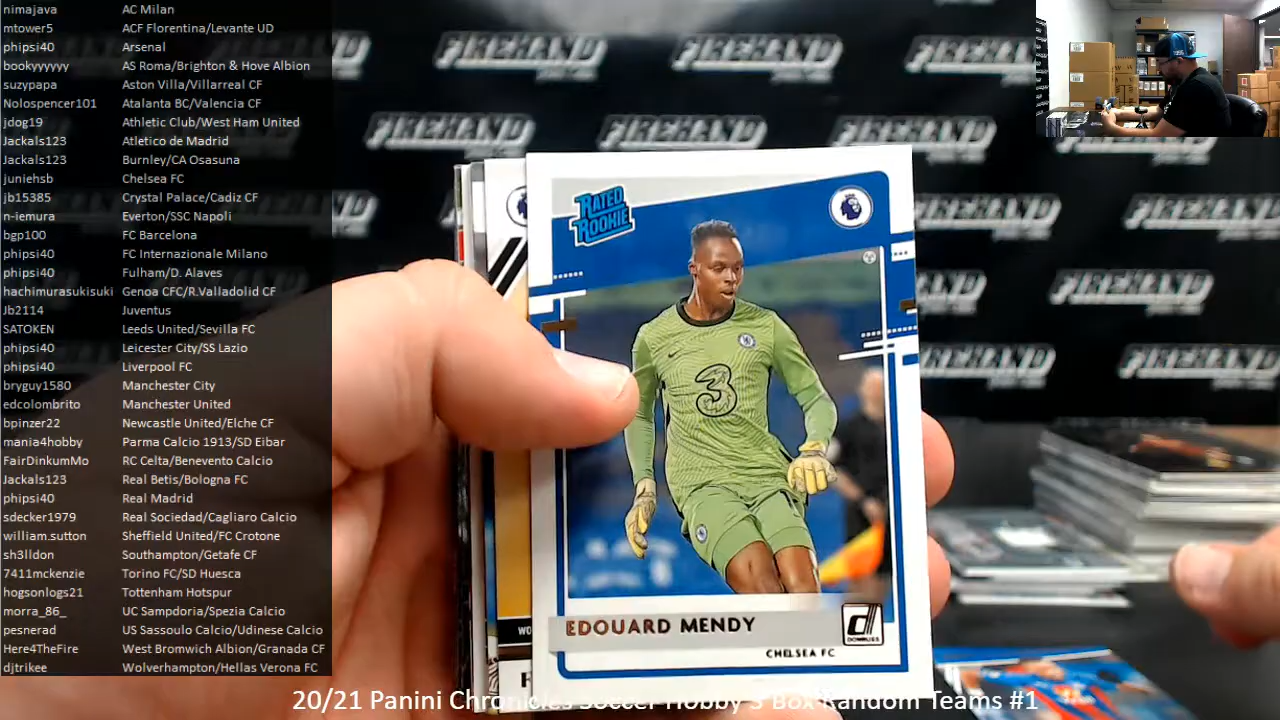 nimajava AC Milan
mtower5 ACF Florentina/Levante UD
phipsi40 Arsenal
bookyyyyyy AS Roma/Brighton & Hove Albion
suzypapa Aston Villa/Villarreal CF
Nolospencer101 Atalanta BC/Valencia CF
jdog19 Athletic Club/West Ham United
Jackals123 Atletico de Madrid
Jackals123 Burnley/CA Osasuna
juniehsb Chelsea FC
jb15385 Crystal Palace/Cadiz CF
n-iemura Everton/SSC Napoli
bgp100 FC Barcelona
phipsi40 FC Internazionale Milano
phipsi40 Fulham/D. Alaves
hachimurasukisuki Genoa CFC/R.Valladolid CF
Jb2114 Juventus
SATOKEN Leeds United/Sevilla FC
phipsi40 Leicester City/SS Lazio
phipsi40 Liverpool FC
bryguy1580 Manchester City
edcolombrito Manchester United
bpinzer22 Newcastle United/Elche CF
mania4hobby Parma Calcio 1913/SD Eibar
FairDinkumMo RC Celta/Benevento Calcio
Jackals123 Real Betis/Bologna FC
phipsi40 Real Madrid
sdecker1979 Real Sociedad/Cagliaro Calcio
william.sutton Sheffield United/FC Crotone
sh3lldon Southampton/Getafe CF
7411mckenzie Torino FC/SD Huesca
hogsonlogs21 Tottenham Hotspur
morra_86_ UC Sampdoria/Spezia Calcio
pesnerad US Sassoulo Calcio/Udinese Calcio
Here4TheFire West Bromwich Albion/Granada CF
djtrikee Wolverhampton/Hellas Verona FC
FIREHAND FIREHAND FIREHAND
FIREHAND FIREHAND FIREHAND
RATED
ROOKIE
3
EDOUARD MENDY
DONRUSS
CHELSEA FC
WO
20/21 Panini Chronicles Soccer Hobby 3 Box Random Teams #1